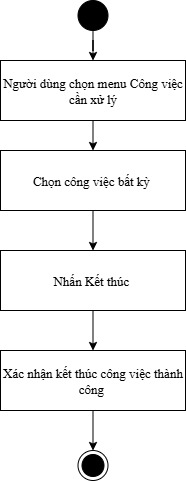 Người dùng chọn menu Công việc
cần xử lý
Chọn công việc bất kỳ
Nhấn Kết thúc
Xác nhận kết thúc công việc thành
công